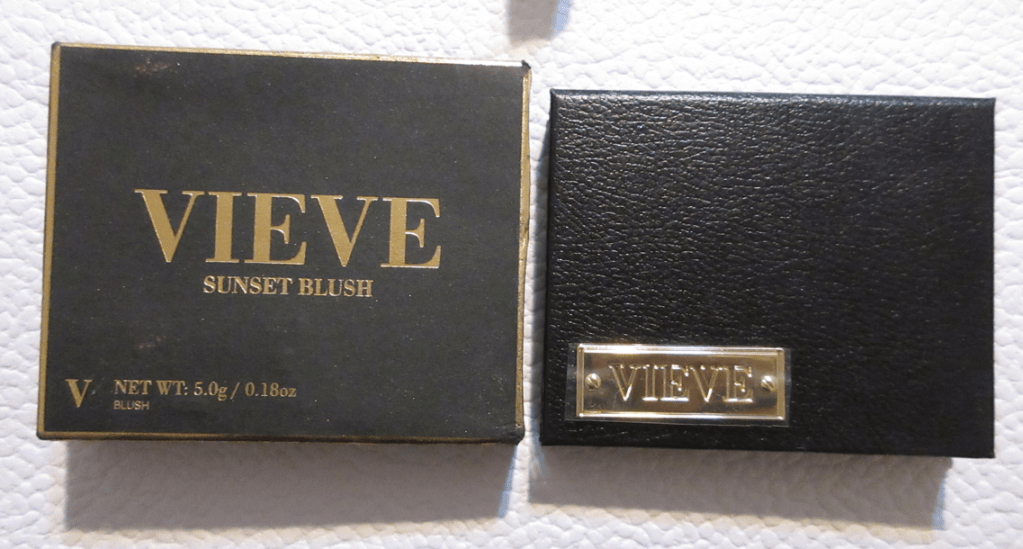 VIEVE
SUNSET BLUSH
V
NET WT: 5.0g / 0.18oz
BLUSH
VIEVE